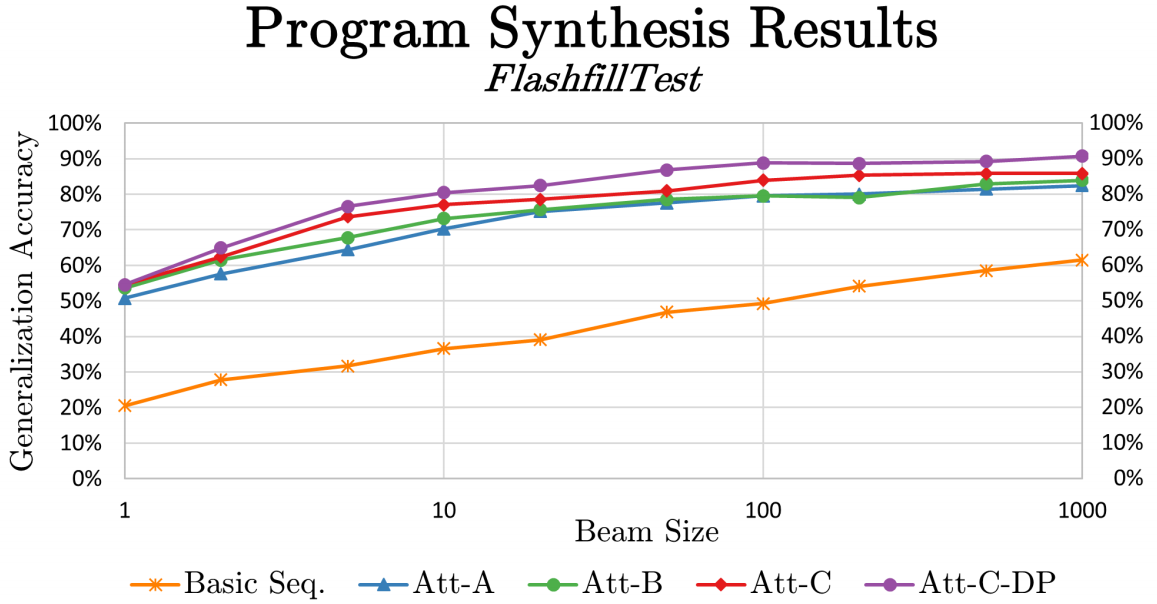 Program Synthesis Results
FlashfillTest
Generalization Accuracy
100% 100%
90% 90%
80% 80%
70% 70%
60% 60%
50% 50%
40% 40%
30% 30%
20% 20%
10% 10%
0% 0%
1 10 100 1000
Beam Size
Basic Seq. Att-A Att-B Att-C Att-C-DP